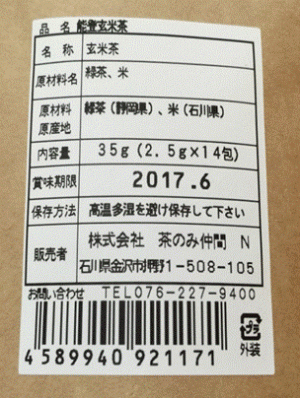 品 名 能登玄米茶
名 称 玄米茶
原材料名 緑茶、米
原材料 原産地 緑茶(静岡県)、米(石川県)
内容量 35g(2.5g×14包)
賞味期限 2017.6
保存方法 高温多湿を避け保存して下さい
販売者 株式会社 茶のみ仲間 N
石川県金沢市栁野1-508-105
お問い合わせ TEL076-227-9400
4589940 921171
プラ
外装